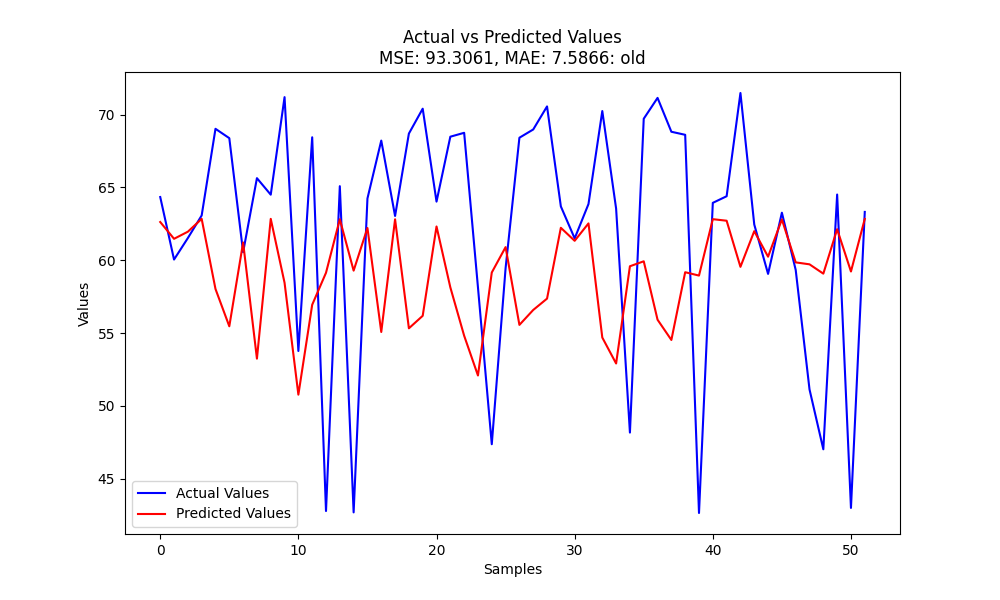 Actual vs Predicted Values
MSE: 93.3061, MAE: 7.5866: old
Values
70
65
60
55
50
45
Actual Values
Predicted Values
0 10 20 30 40 50
Samples